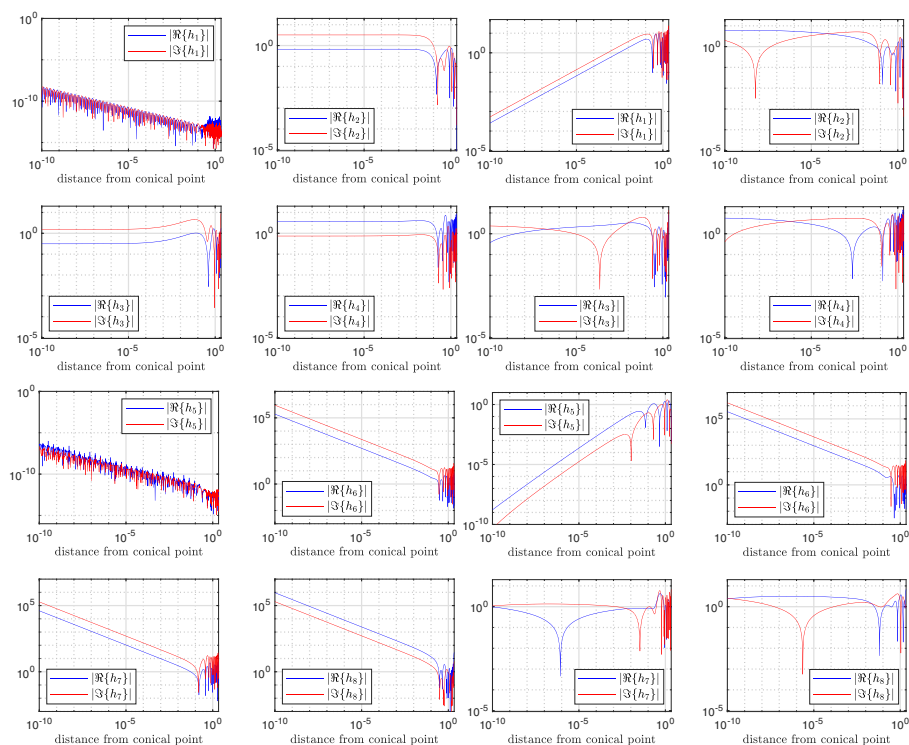 10^0 10^-10
|ℜ{h_1}|
|ℑ{h_1}|
10^-10 10^-5 10^0
distance from conical point
10^0 10^-5
|ℜ{h_2}|
|ℑ{h_2}|
10^-10 10^-5 10^0
distance from conical point
10^0 10^-5
|ℜ{h_1}|
|ℑ{h_1}|
10^-10 10^-5 10^0
distance from conical point
10^0 10^-5
|ℜ{h_2}|
|ℑ{h_2}|
10^-10 10^-5 10^0
distance from conical point
10^0 10^-5
|ℜ{h_3}|
|ℑ{h_3}|
10^-10 10^-5 10^0
distance from conical point
10^0 10^-5
|ℜ{h_4}|
|ℑ{h_4}|
10^-10 10^-5 10^0
distance from conical point
10^0 10^-5
|ℜ{h_3}|
|ℑ{h_3}|
10^-10 10^-5 10^0
distance from conical point
10^0 10^-5
|ℜ{h_4}|
|ℑ{h_4}|
10^-10 10^-5 10^0
distance from conical point
10^0 10^-10
|ℜ{h_5}|
|ℑ{h_5}|
10^-10 10^-5 10^0
distance from conical point
10^5 10^0
|ℜ{h_6}|
|ℑ{h_6}|
10^-10 10^-5 10^0
distance from conical point
10^0 10^-5 10^-10
|ℜ{h_5}|
|ℑ{h_5}|
10^-10 10^-5 10^0
distance from conical point
10^5 10^0
|ℜ{h_6}|
|ℑ{h_6}|
10^-10 10^-5 10^0
distance from conical point
10^5 10^0
|ℜ{h_7}|
|ℑ{h_7}|
10^-10 10^-5 10^0
distance from conical point
10^5 10^0
|ℜ{h_8}|
|ℑ{h_8}|
10^-10 10^-5 10^0
distance from conical point
10^0 10^-5
|ℜ{h_7}|
|ℑ{h_7}|
10^-10 10^-5 10^0
distance from conical point
10^0 10^-5
|ℜ{h_8}|
|ℑ{h_8}|
10^-10 10^-5 10^0
distance from conical point